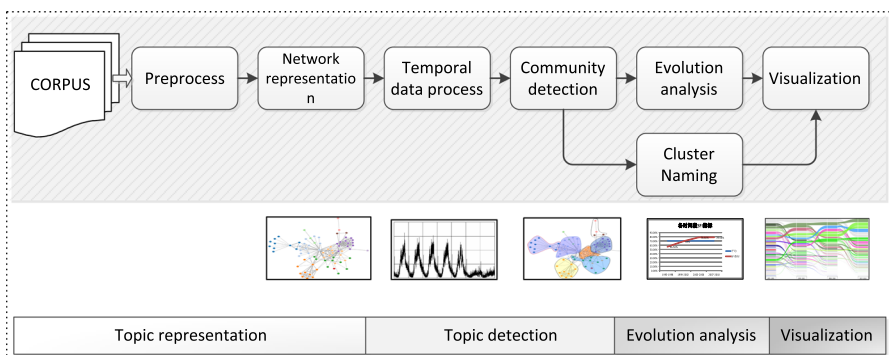 CORPUS
Preprocess
Network
representatio
n
Temporal
data process
Community
detection
Evolution
analysis
Visualization
Cluster
Naming
Topic representation
Topic detection
Evolution analysis
Visualization